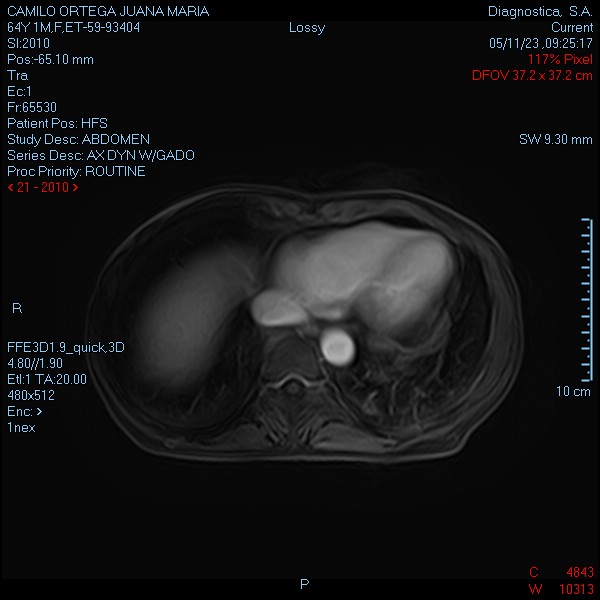 CAMILO ORTEGA JUANA MARIA
64Y 1M,F,ET-59-93404
SI:2010
Pos:-65.10 mm
Tra
Ec:1
Fr:65530
Patient Pos: HFS
Study Desc: ABDOMEN
Series Desc: AX DYN W/GADO
Proc Priority: ROUTINE
< 21 - 2010 >
Lossy
Diagnostica, S.A.
Current
05/11/23 ,09:25:17
117% Pixel
DFOV 37.2 x 37.2 cm
SW 9.30 mm
R
FFE3D1.9_quick,3D
4.80//1.90
Etl:1 TA:20.00
480x512
Enc: >
1nex
10 cm
P
C 4843
W 10313